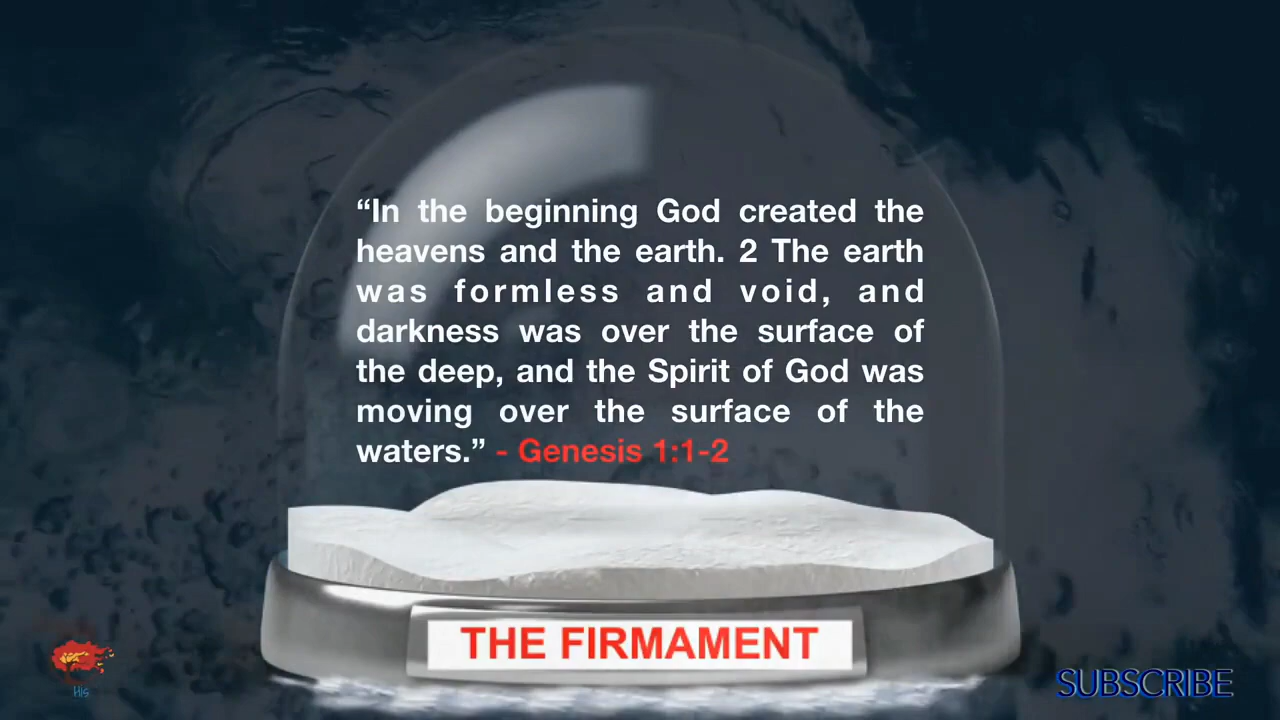 “In the beginning God created the
heavens and the earth. 2 The earth
was formless and void, and
darkness was over the surface of
the deep, and the Spirit of God was
moving over the surface of the
waters.” - Genesis 1:1-2
THE FIRMAMENT
His
SUBSCRIBE